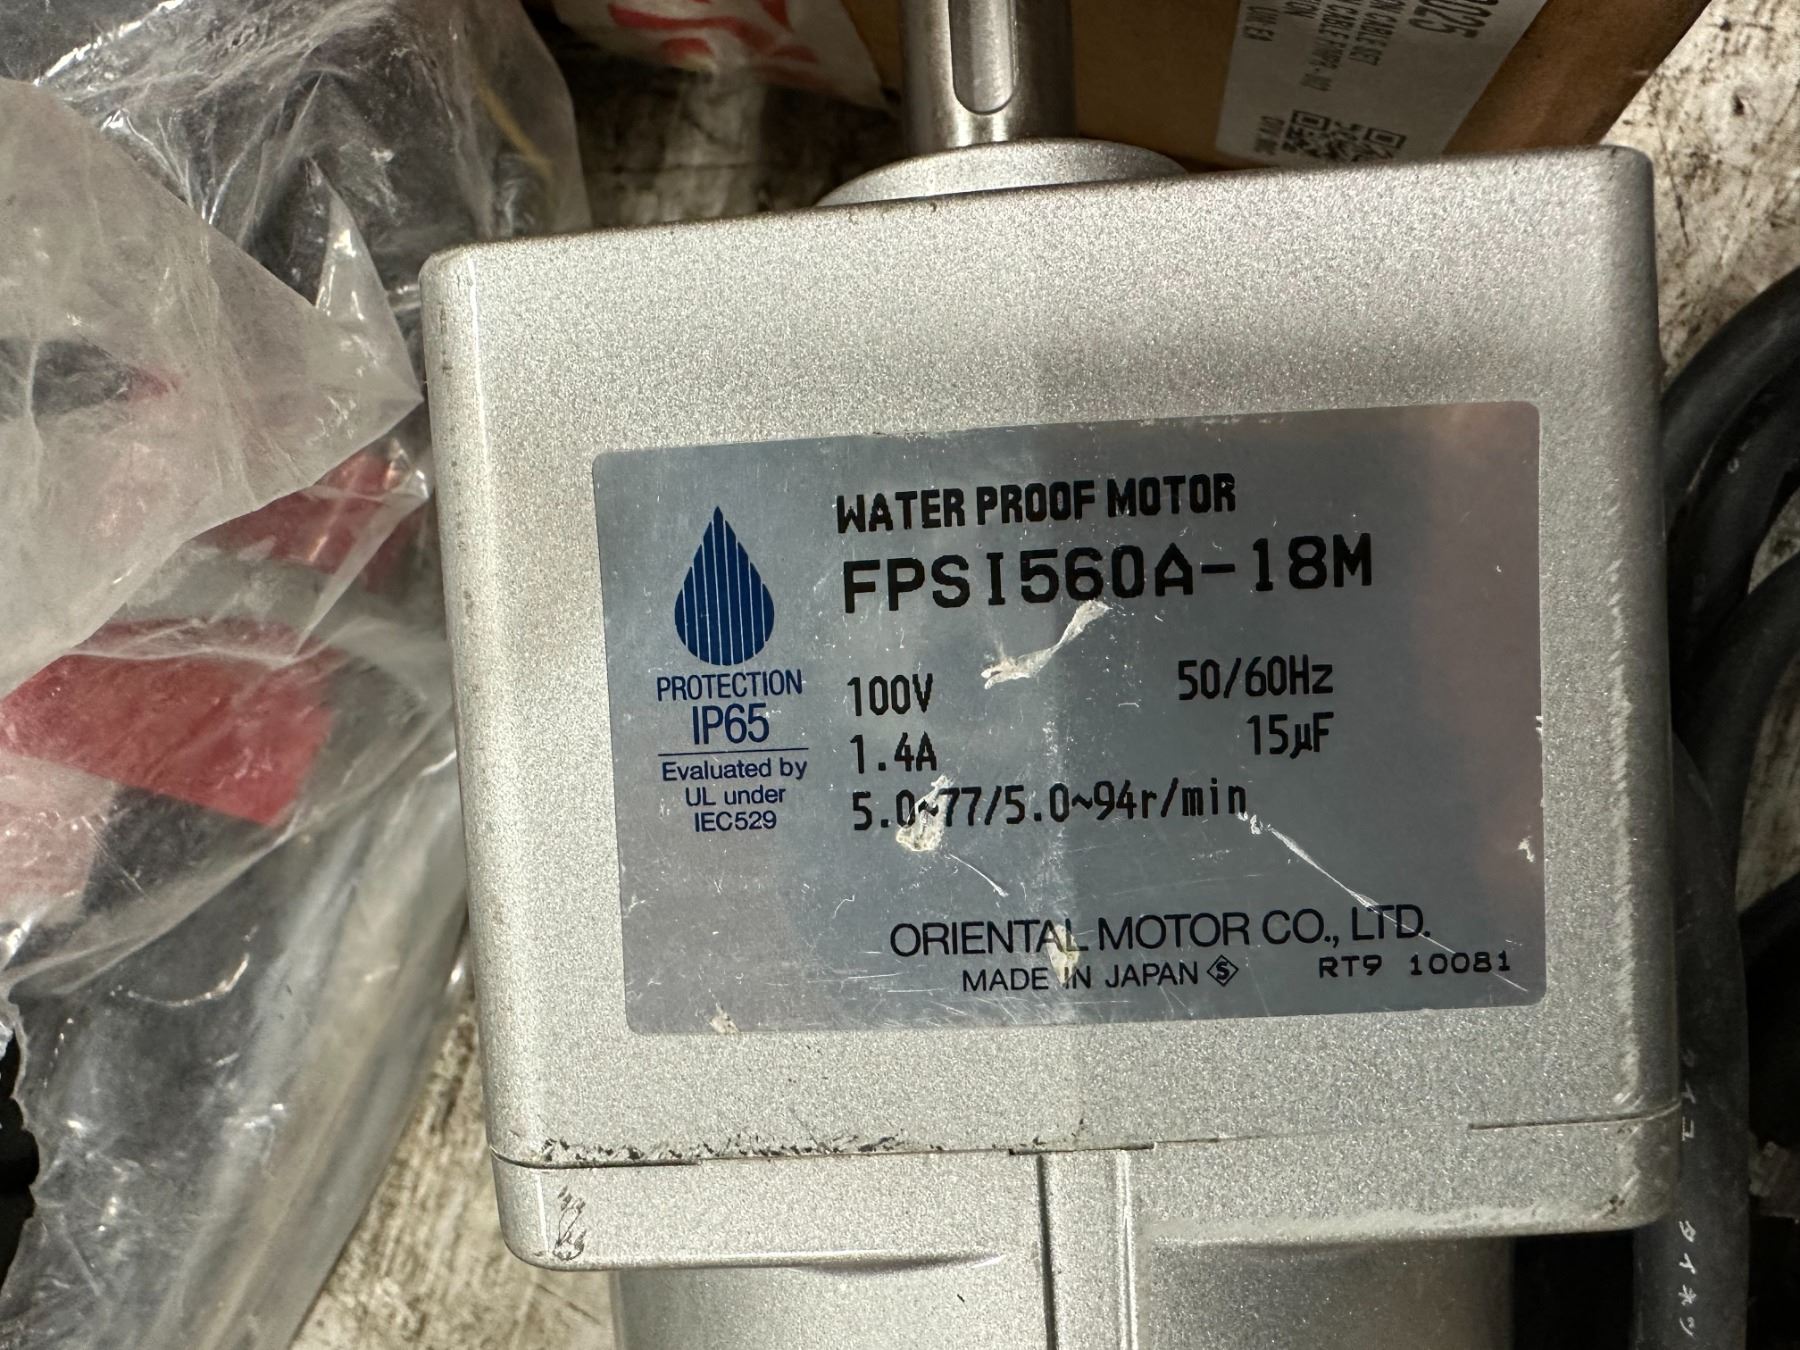 WATER PROOF MOTOR
FPSI560A-18M
100V 50/60Hz
1.4A 15µF
5.0~77/5.0~94r/min
PROTECTION
IP65
Evaluated by
UL under
IEC529
ORIENTAL MOTOR CO., LTD.
MADE IN JAPAN S RT9 10081